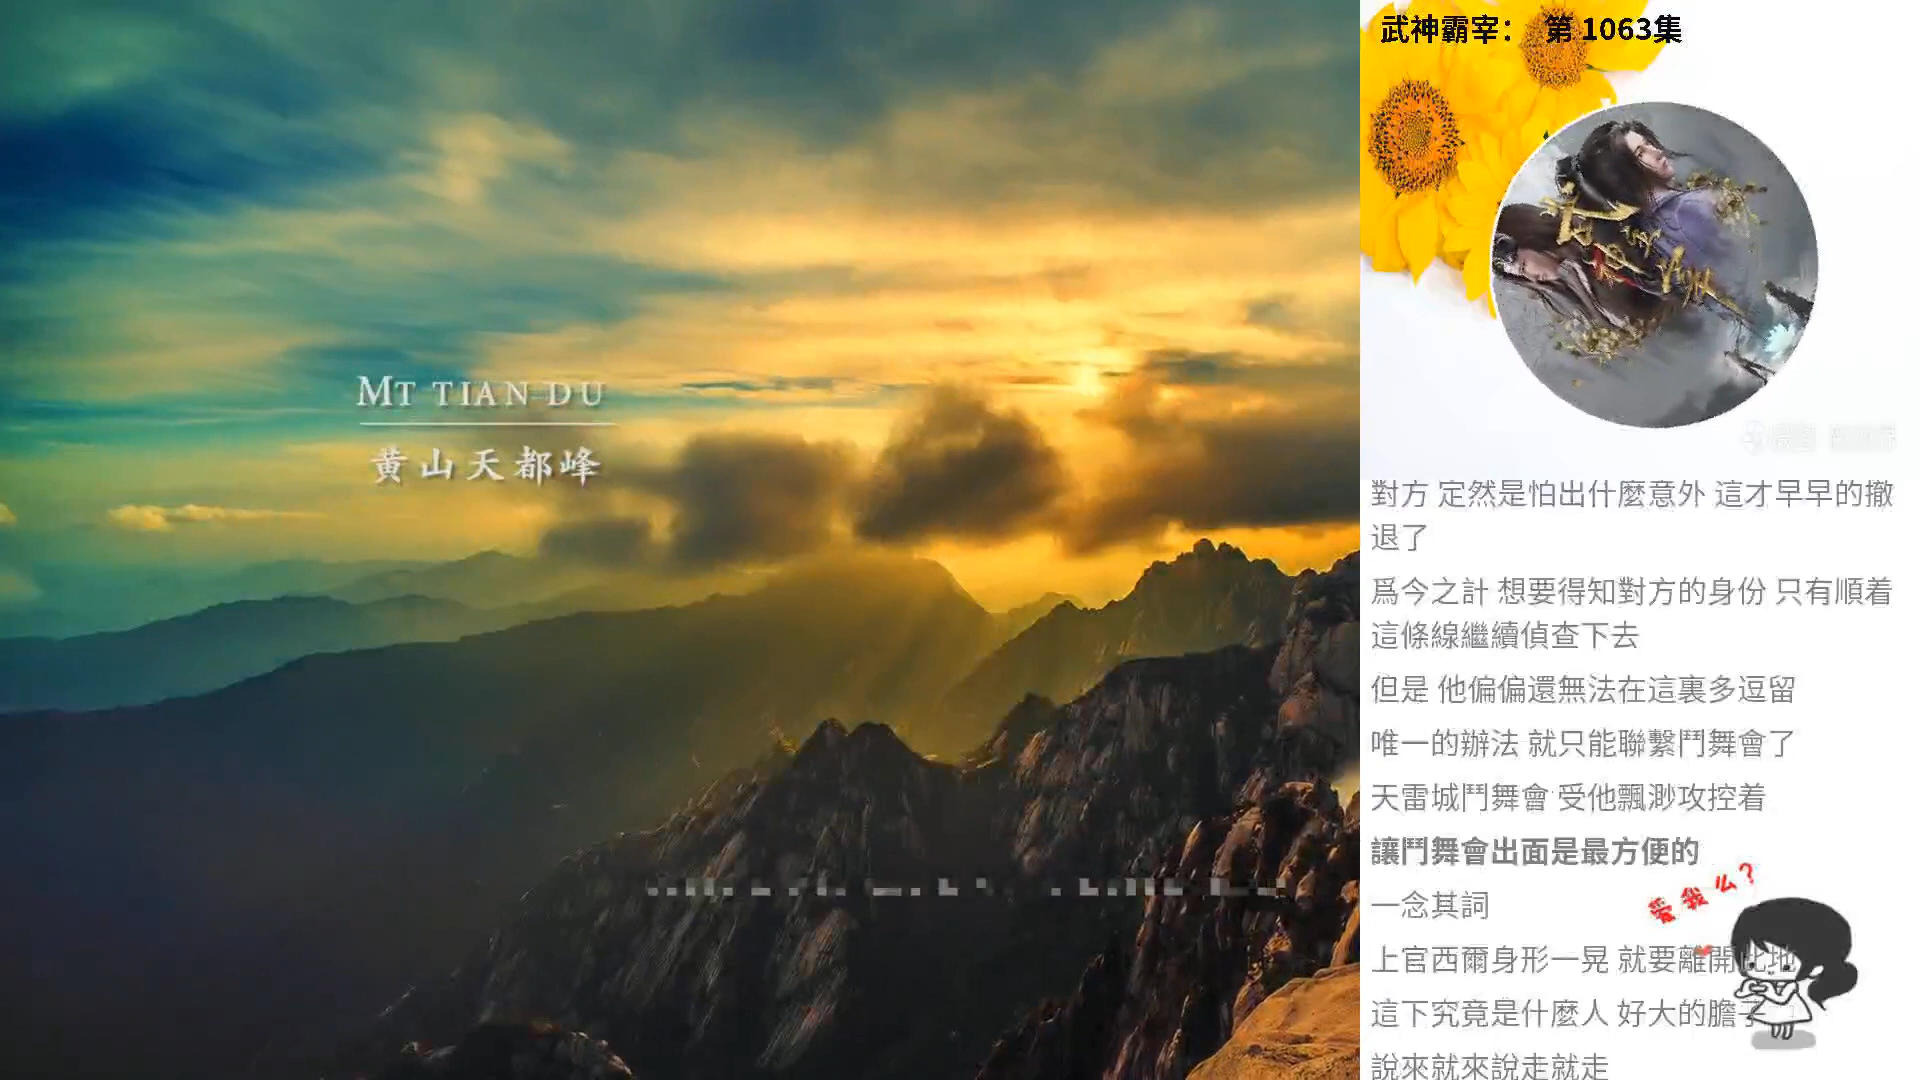 MT TIAN DU
黄山天都峰
武神霸宰： 第 1063集
對方 定然是怕出什麼意外 這才早早的撤
退了
爲今之計 想要得知對方的身份 只有順着
這條線繼續偵查下去
但是 他偏偏還無法在這裏多逗留
唯一的辦法 就只能聯繫鬥舞會了
天雷城鬥舞會 受他飄渺攻控着
讓鬥舞會出面是最方便的
一念其詞
愛我么？
上官西爾身形一晃 就要離開此地
這下究竟是什麼人 好大的膽子
說來就來說走就走